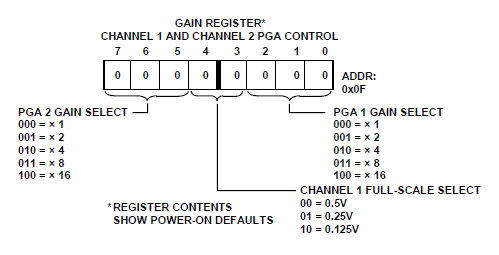 GAIN REGISTER*
CHANNEL 1 AND CHANNEL 2 PGA CONTROL
7 6 5 4 3 2 1 0
0 0 0 0 0 0 0 0
ADDR:
0x0F
PGA 2 GAIN SELECT
000 = × 1
001 = × 2
010 = × 4
011 = × 8
100 = × 16
PGA 1 GAIN SELECT
000 = × 1
001 = × 2
010 = × 4
011 = × 8
100 = × 16
CHANNEL 1 FULL-SCALE SELECT
00 = 0.5V
01 = 0.25V
10 = 0.125V
*REGISTER CONTENTS
SHOW POWER-ON DEFAULTS